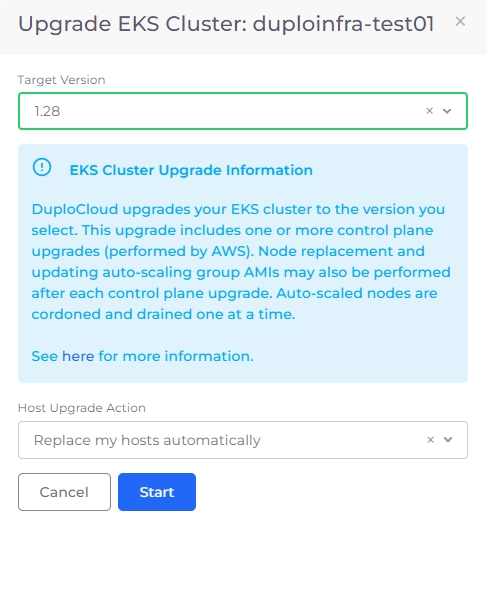 Upgrade EKS Cluster: duploinfra-test01 ×
Target Version
1.28 ×
EKS Cluster Upgrade Information
DuploCloud upgrades your EKS cluster to the version you
select. This upgrade includes one or more control plane
upgrades (performed by AWS). Node replacement and
updating auto-scaling group AMIs may also be performed
after each control plane upgrade. Auto-scaled nodes are
cordoned and drained one at a time.
See here for more information.
Host Upgrade Action
Replace my hosts automatically ×
Cancel Start